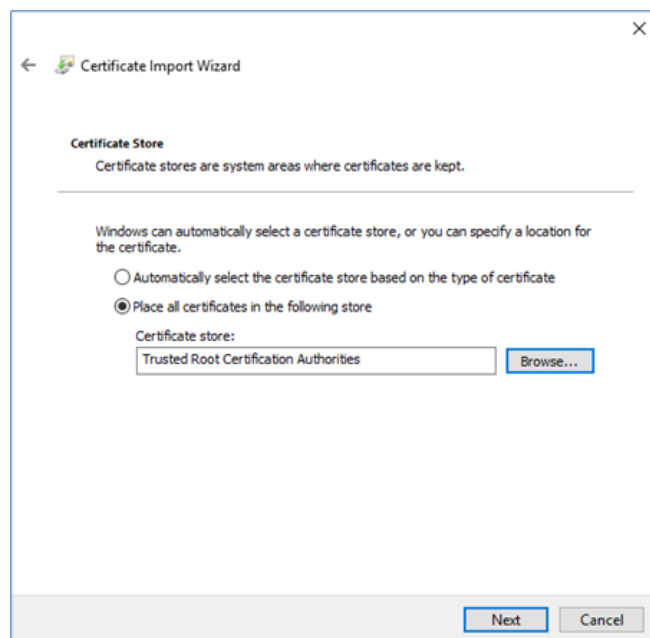 Certificate Import Wizard
Certificate Store
Certificate stores are system areas where certificates are kept.
Windows can automatically select a certificate store, or you can specify a location for
the certificate.
Automatically select the certificate store based on the type of certificate
Place all certificates in the following store
Certificate store:
Trusted Root Certification Authorities
Browse...
Next
Cancel